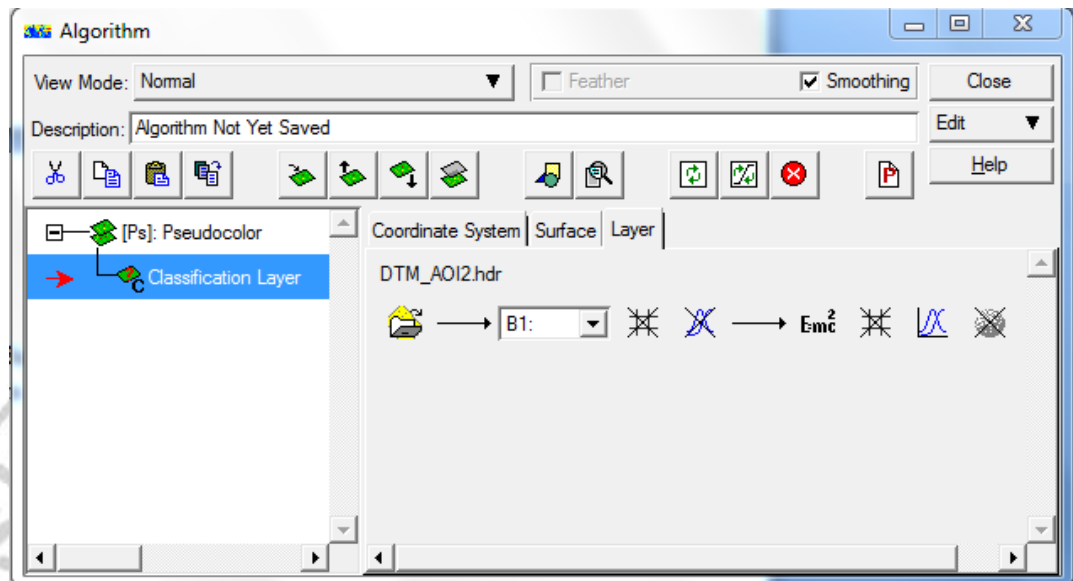 Algorithm
View Mode: Normal Feather Smoothing Close
Description: Algorithm Not Yet Saved Edit
Help
[Ps]: Pseudocolor Coordinate System Surface Layer
Classification Layer DTM_AOI2.hdr
B1: Emc²